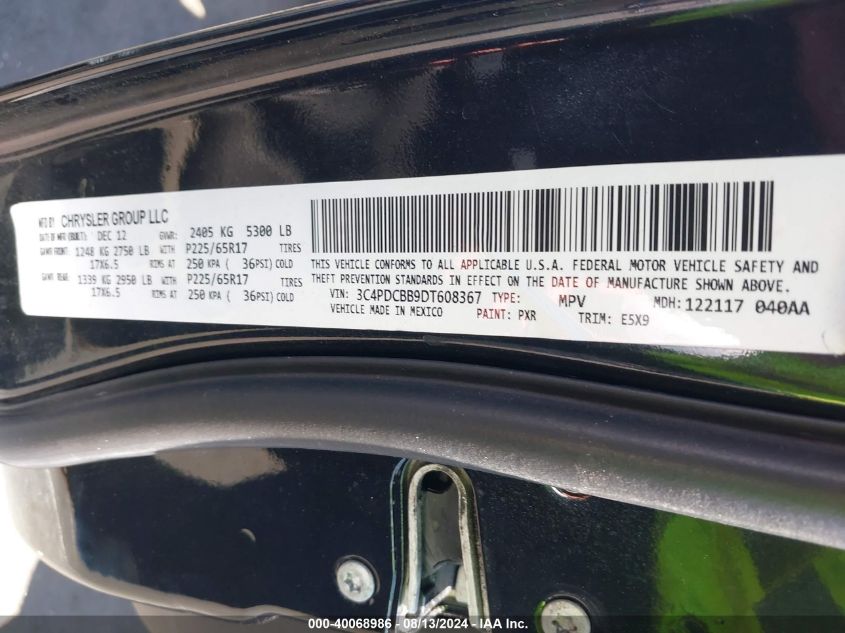 MFD BY CHRYSLER GROUP LLC
DATE OF MFR (BUILT): DEC 12 GVWR: 2405 KG 5300 LB
GAWR FRONT: 1248 KG 2750 LB WITH P225/65R17 TIRES
17X6.5 RIMS AT 250 KPA ( 36PSI) COLD
GAWR REAR: 1339 KG 2950 LB WITH P225/65R17 TIRES
17X6.5 RIMS AT 250 KPA ( 36PSI) COLD
THIS VEHICLE CONFORMS TO ALL APPLICABLE U.S.A. FEDERAL MOTOR VEHICLE SAFETY AND
THEFT PREVENTION STANDARDS IN EFFECT ON THE DATE OF MANUFACTURE SHOWN ABOVE.
VIN: 3C4PDCBB9DT608367 TYPE: MPV MDH: 122117 040AA
VEHICLE MADE IN MEXICO PAINT: PXR TRIM: E5X9
000-40068986 - 08/13/2024 - IAA Inc.